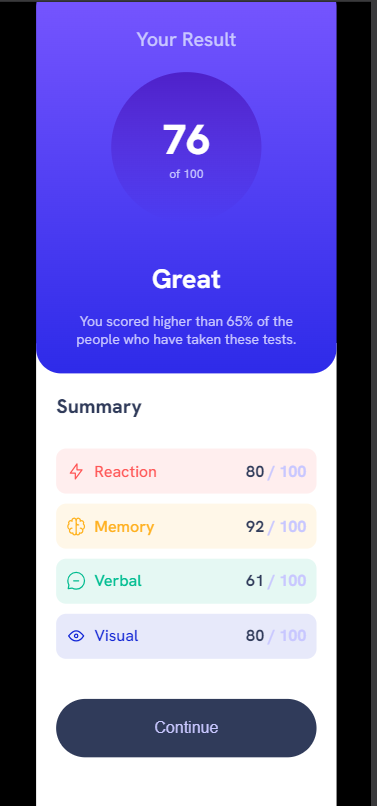 Your Result
76
of 100
Great
You scored higher than 65% of the
people who have taken these tests.
Summary
Reaction 80 / 100
Memory 92 / 100
Verbal 61 / 100
Visual 80 / 100
Continue